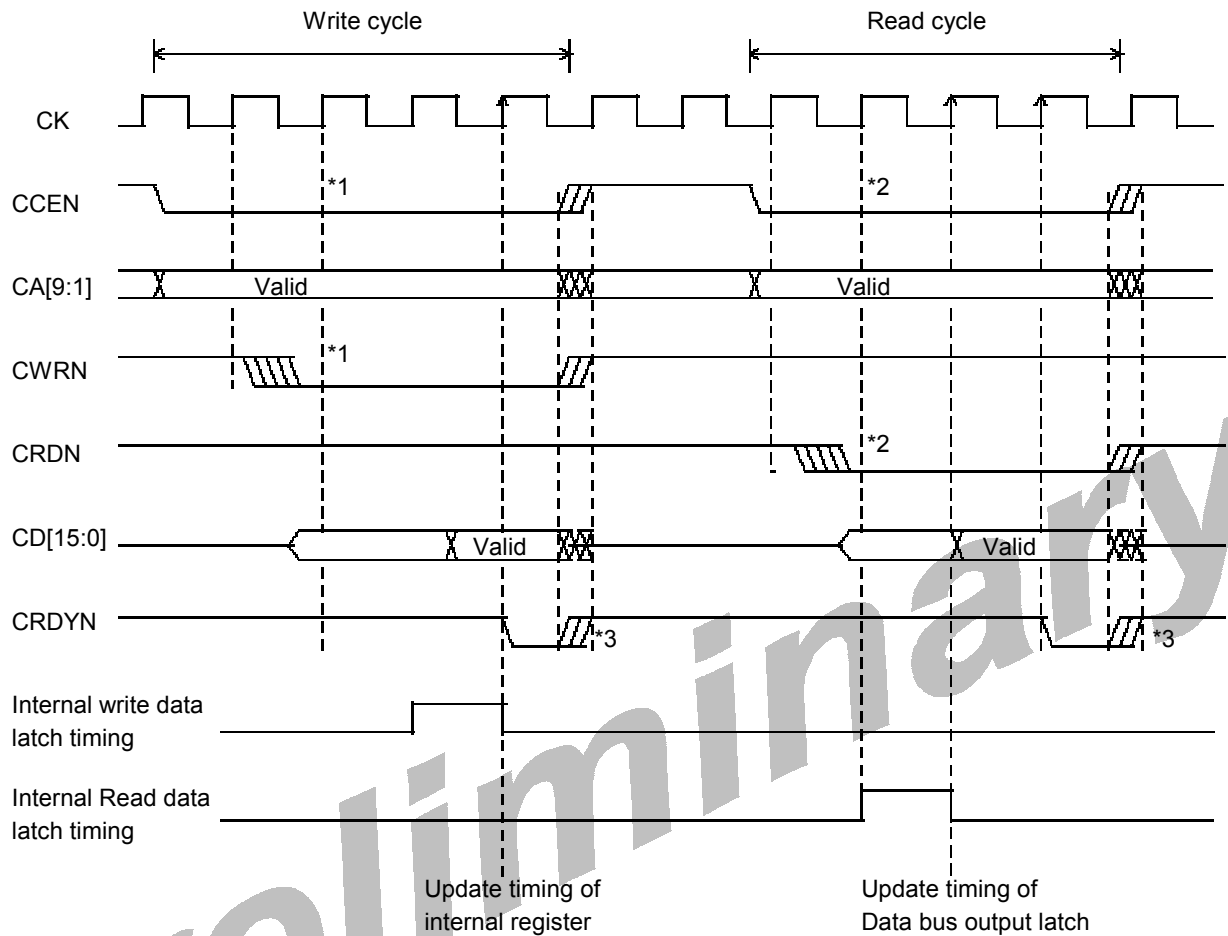 Write cycle
Read cycle
CK
CCEN
*1
*2
CA[9:1]
Valid
Valid
CWRN
*1
CRDN
*2
CD[15:0]
Valid
Valid
CRDYN
*3
*3
Internal write data
latch timing
Internal Read data
latch timing
Update timing of
internal register
Update timing of
Data bus output latch